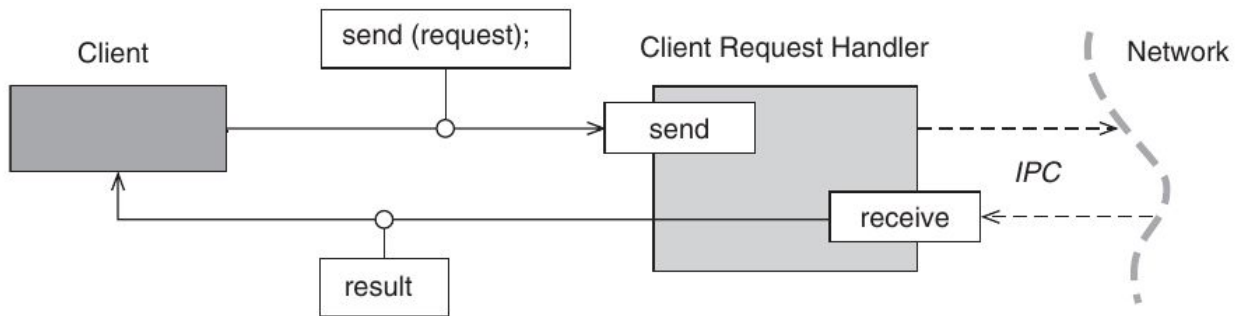 Client
send (request);
Client Request Handler
Network
send
IPC
receive
result